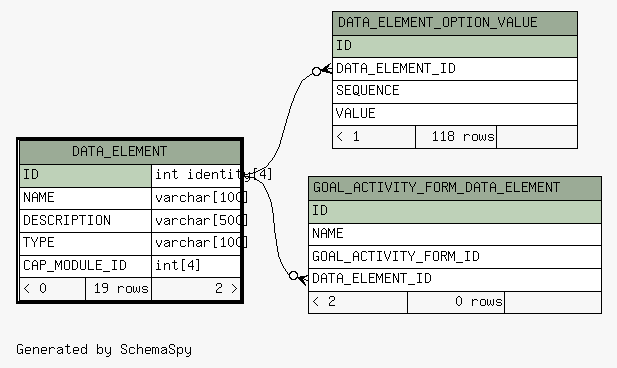 DATA_ELEMENT_OPTION_VALUE
ID
DATA_ELEMENT_ID
SEQUENCE
VALUE
< 1 118 rows
DATA_ELEMENT
ID int identity[4]
NAME varchar[100]
DESCRIPTION varchar[500]
TYPE varchar[100]
CAP_MODULE_ID int[4]
< 0 19 rows 2 >
GOAL_ACTIVITY_FORM_DATA_ELEMENT
ID
NAME
GOAL_ACTIVITY_FORM_ID
DATA_ELEMENT_ID
< 2 0 rows
Generated by SchemaSpy